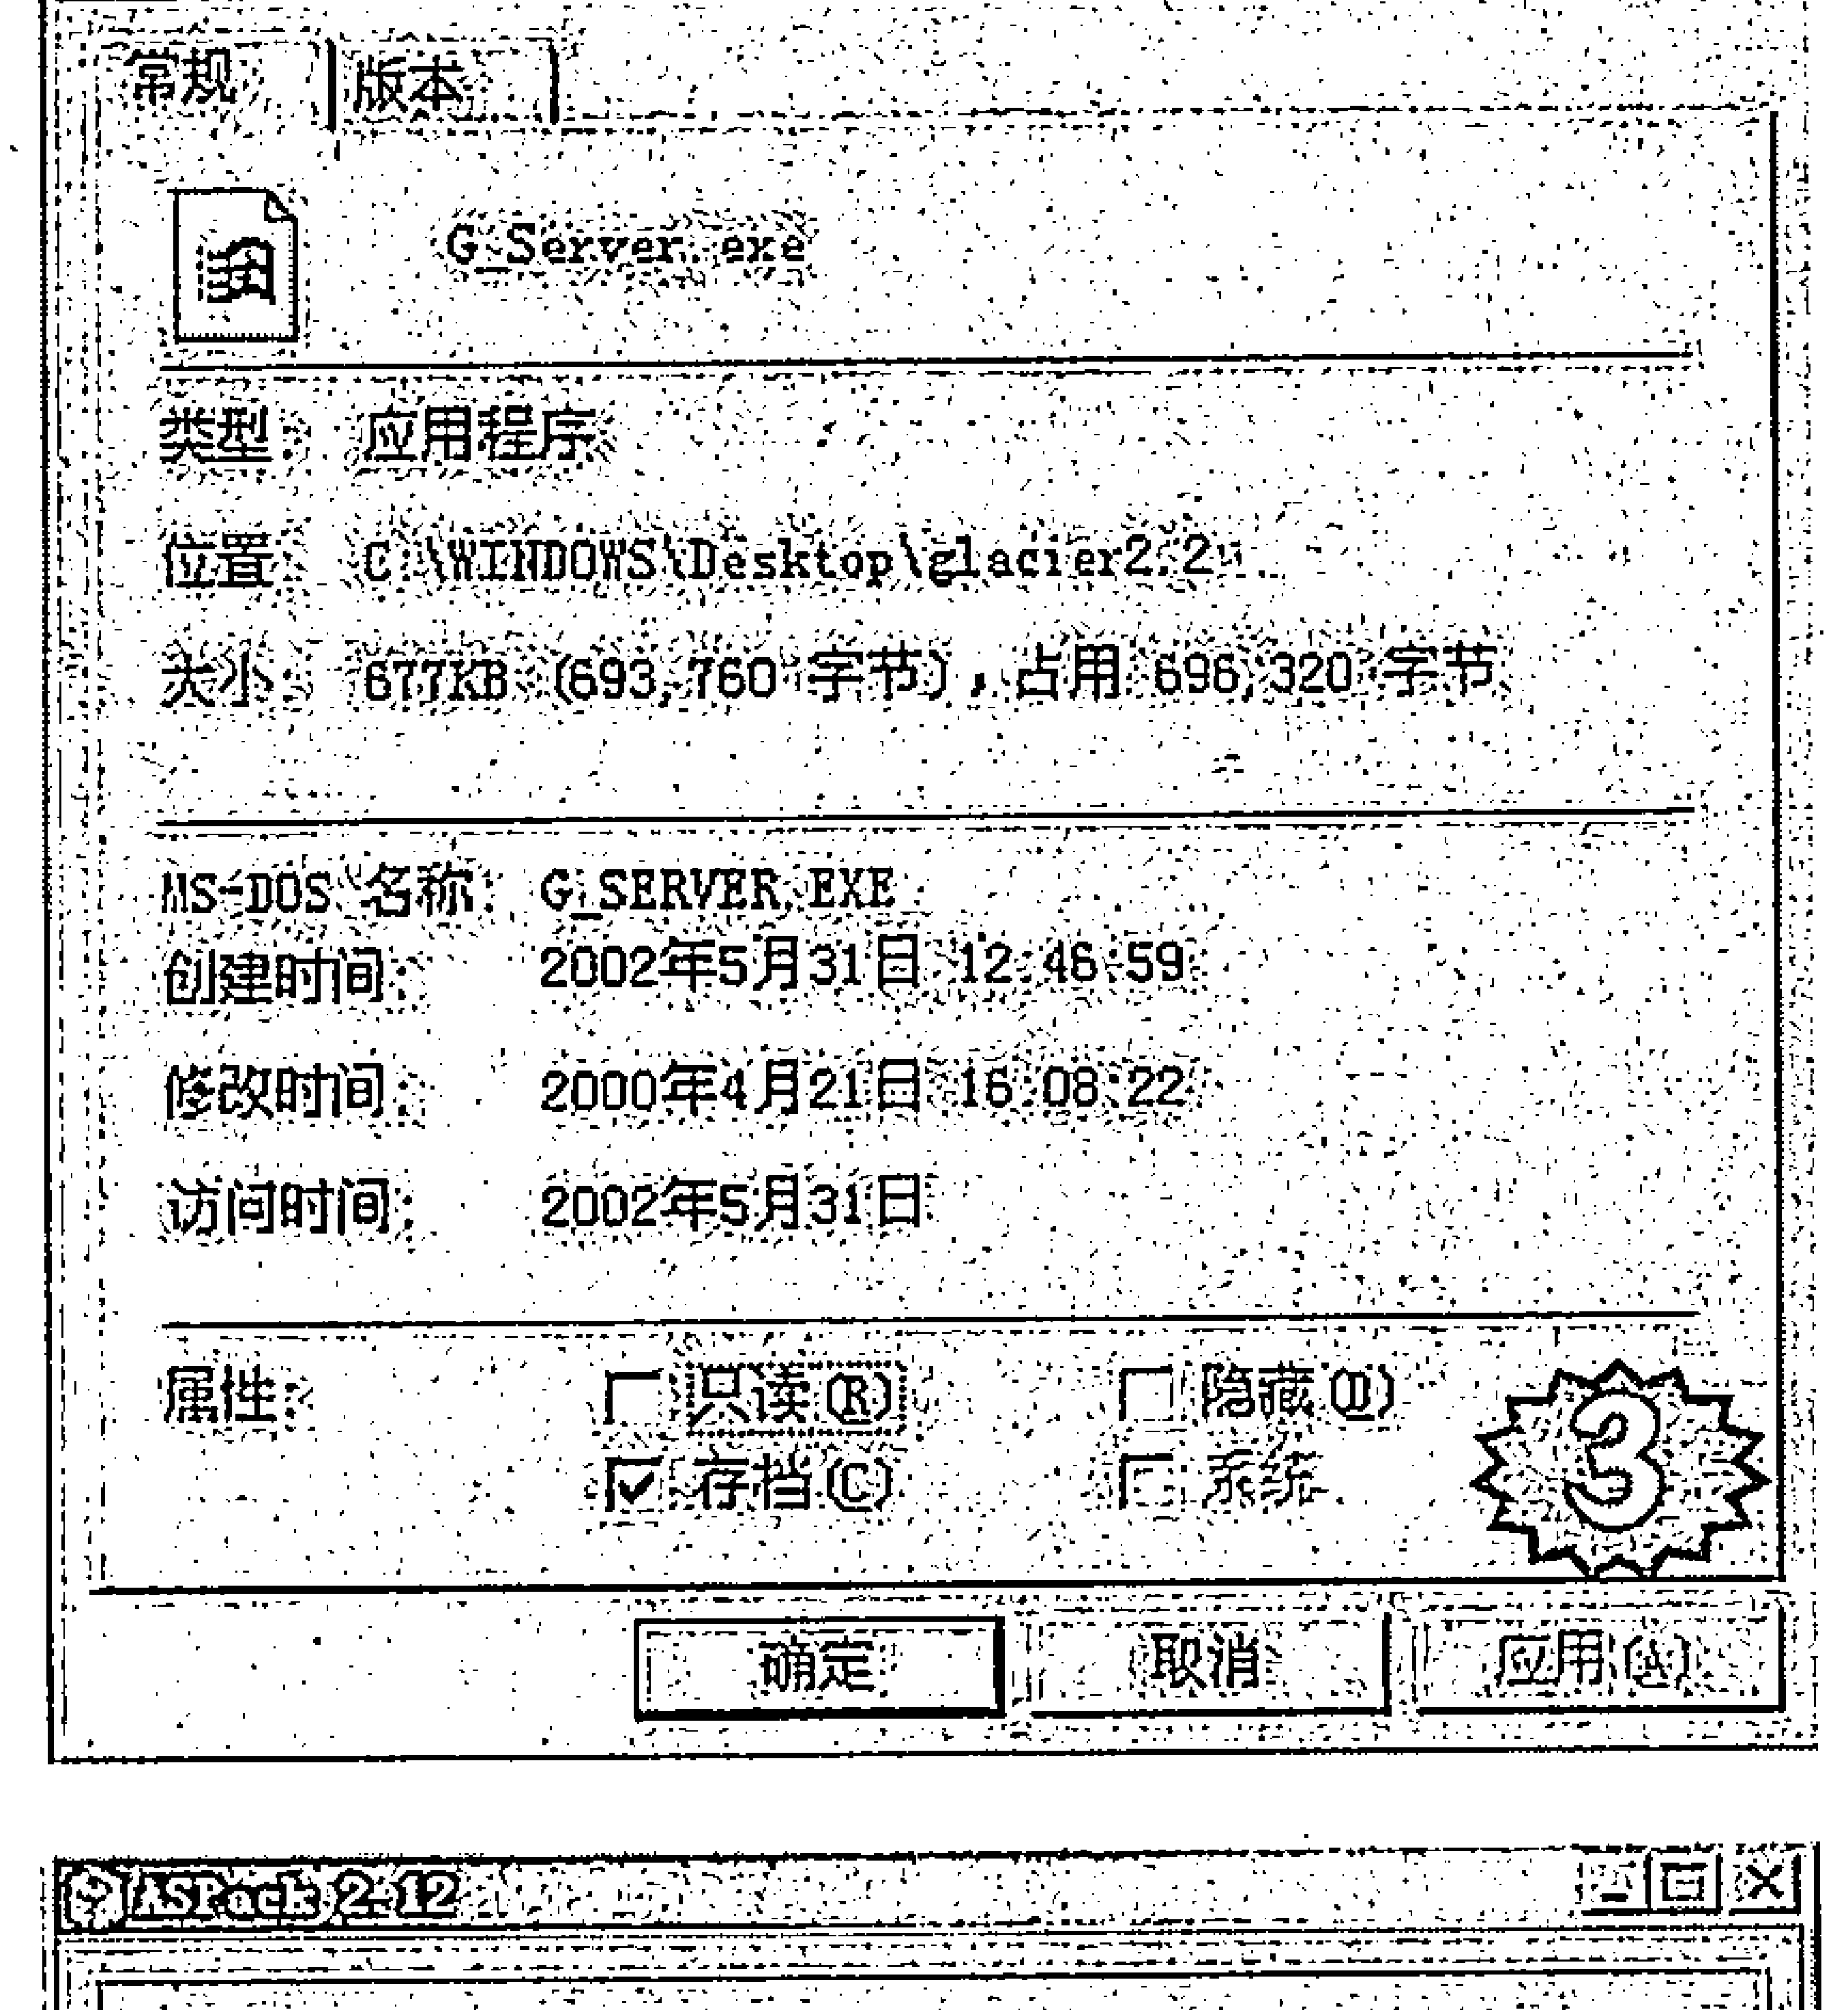 常规 版本
G_Server.exe
类型: 应用程序
位置: C:\WINDOWS\Desktop\glacier2.2
大小: 677KB (693,760 字节), 占用 696,320 字节
MS-DOS 名称: G_SERVER.EXE
创建时间: 2002年5月31日 12:46:59
修改时间: 2000年4月21日 16:08:22
访问时间: 2002年5月31日
属性: 只读(R) 隐藏(I)
存档(C) 系统
3
确定 取消 应用(A)
ASPack 2.12